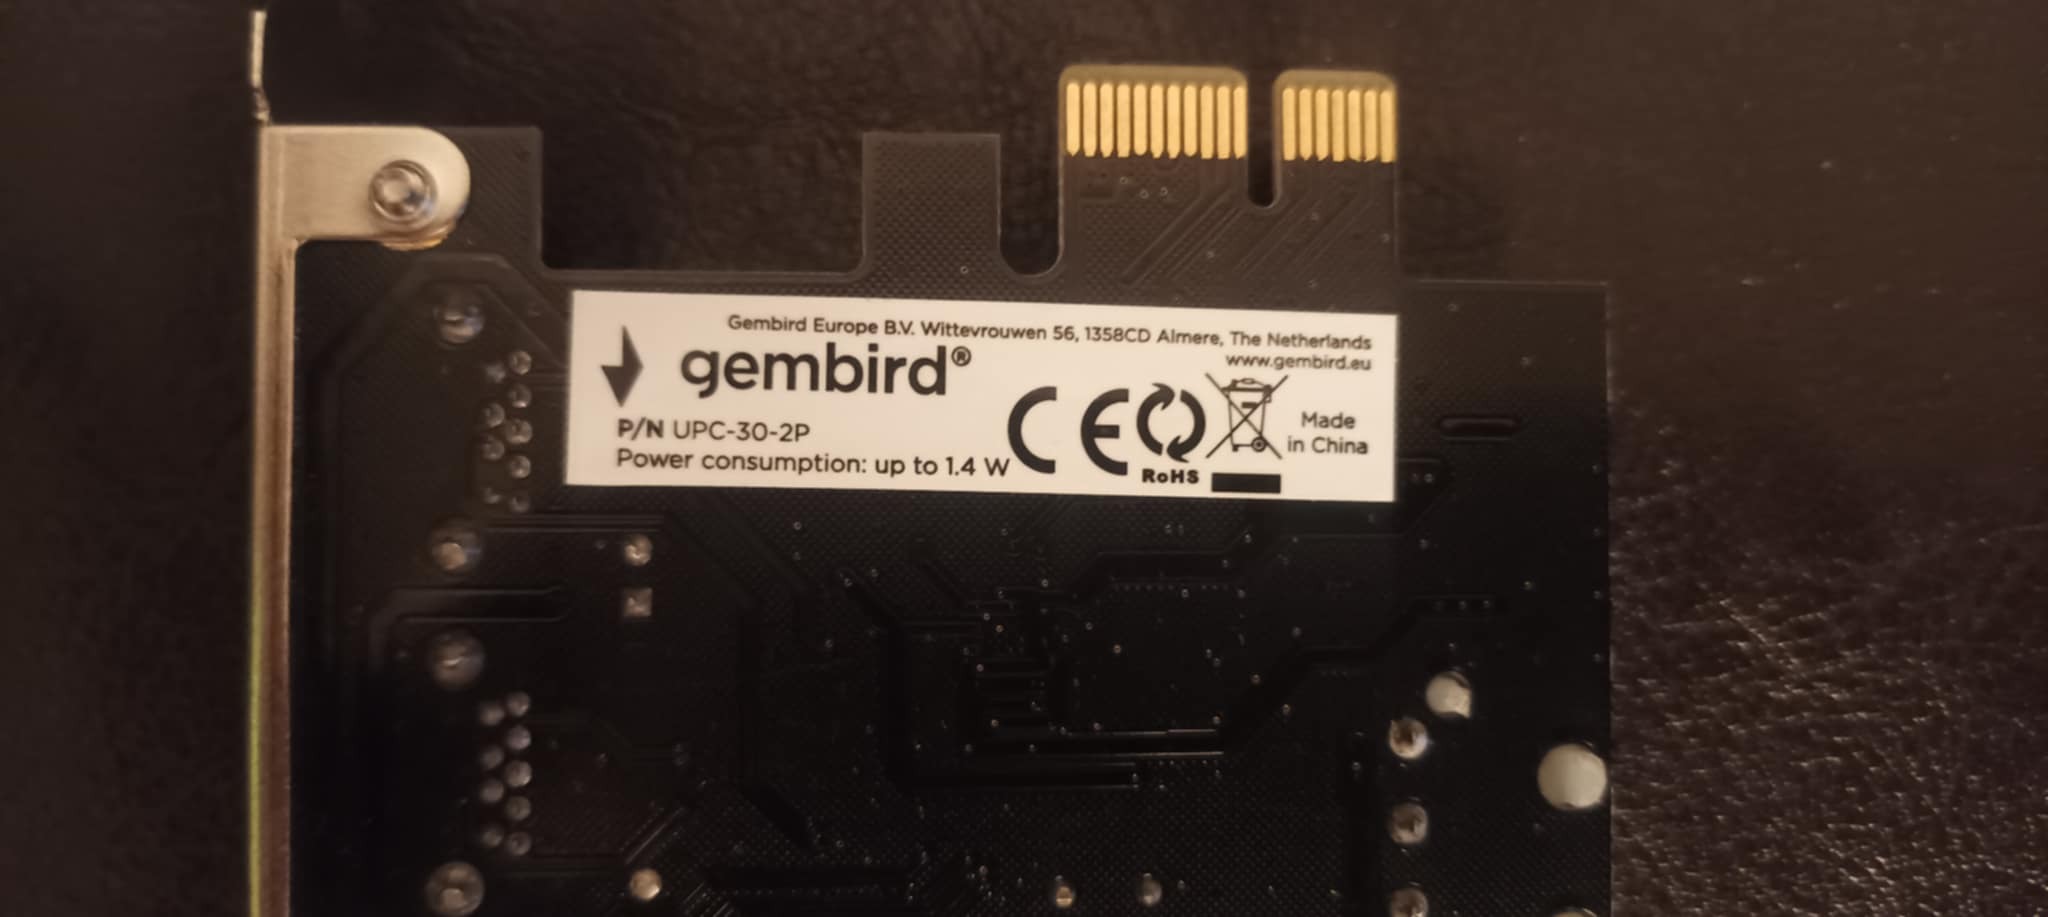 Gembird Europe B.V. Wittevrouwen 56, 1358CD Almere, The Netherlands
www.gembird.eu
gembird®
P/N UPC-30-2P
Power consumption: up to 1.4 W
CE
RoHS
Made
in China